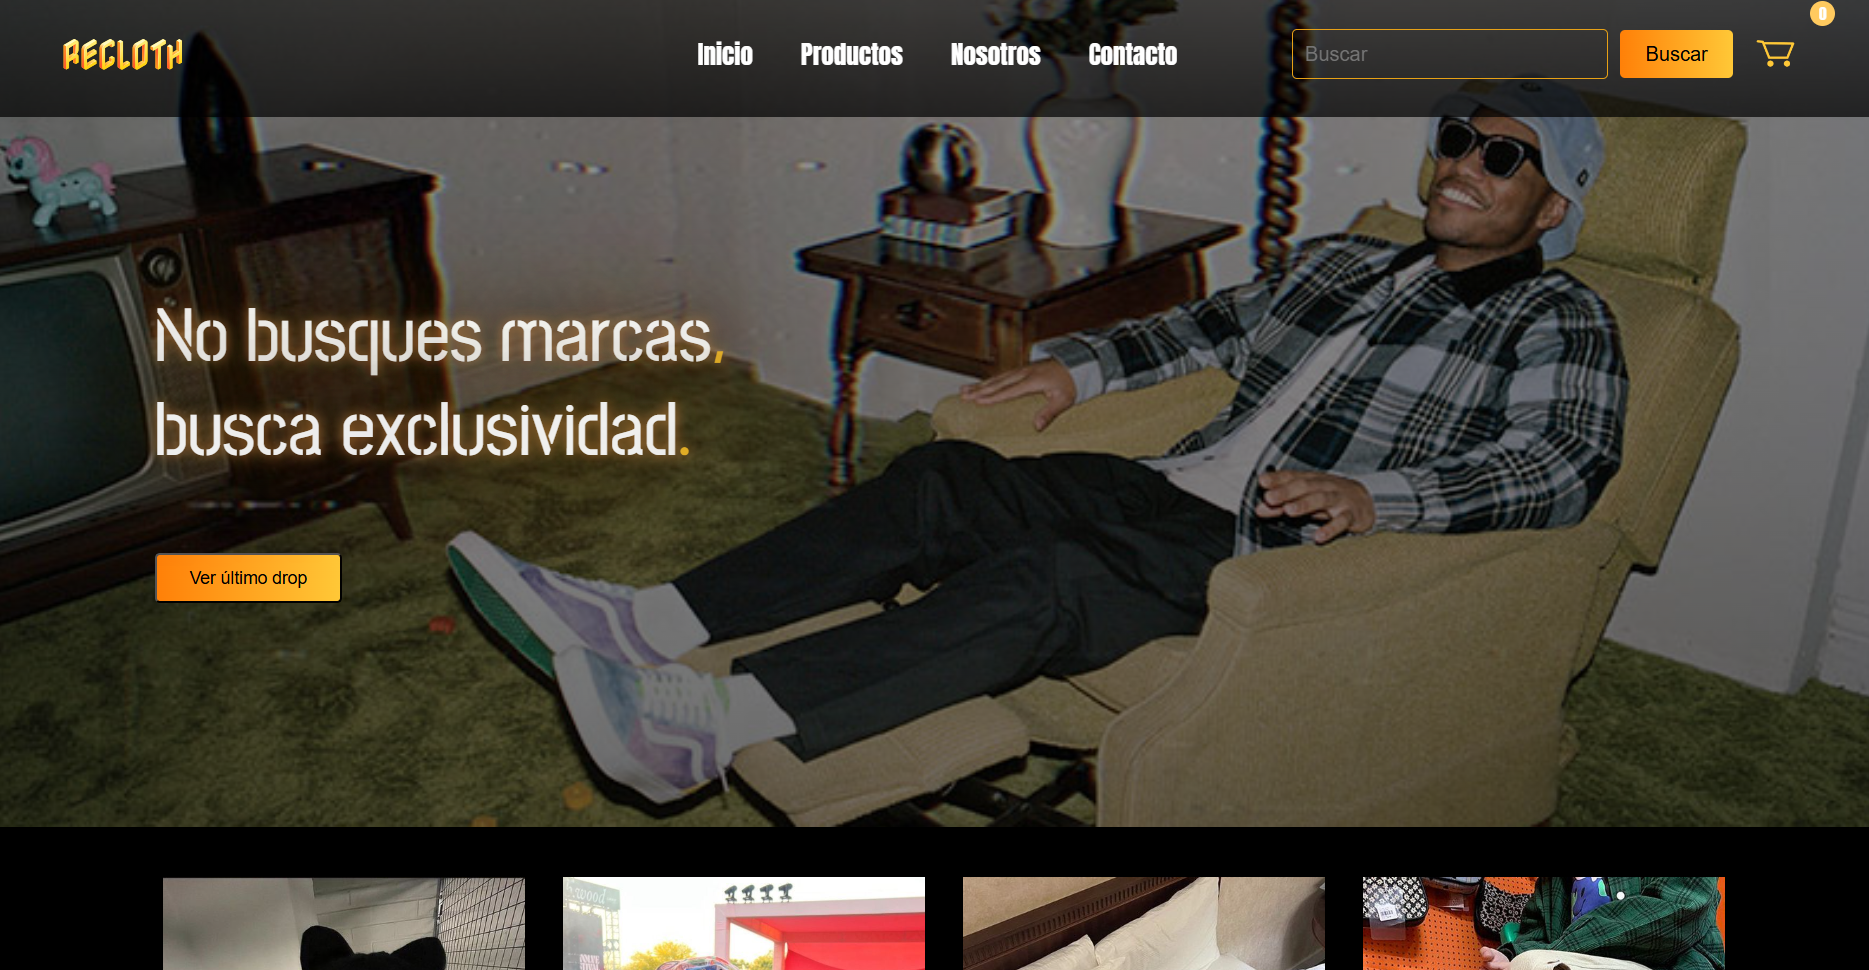 RECLOTH
Inicio Productos Nosotros Contacto
Buscar
Buscar
0
No busques marcas,
busca exclusividad.
Ver último drop